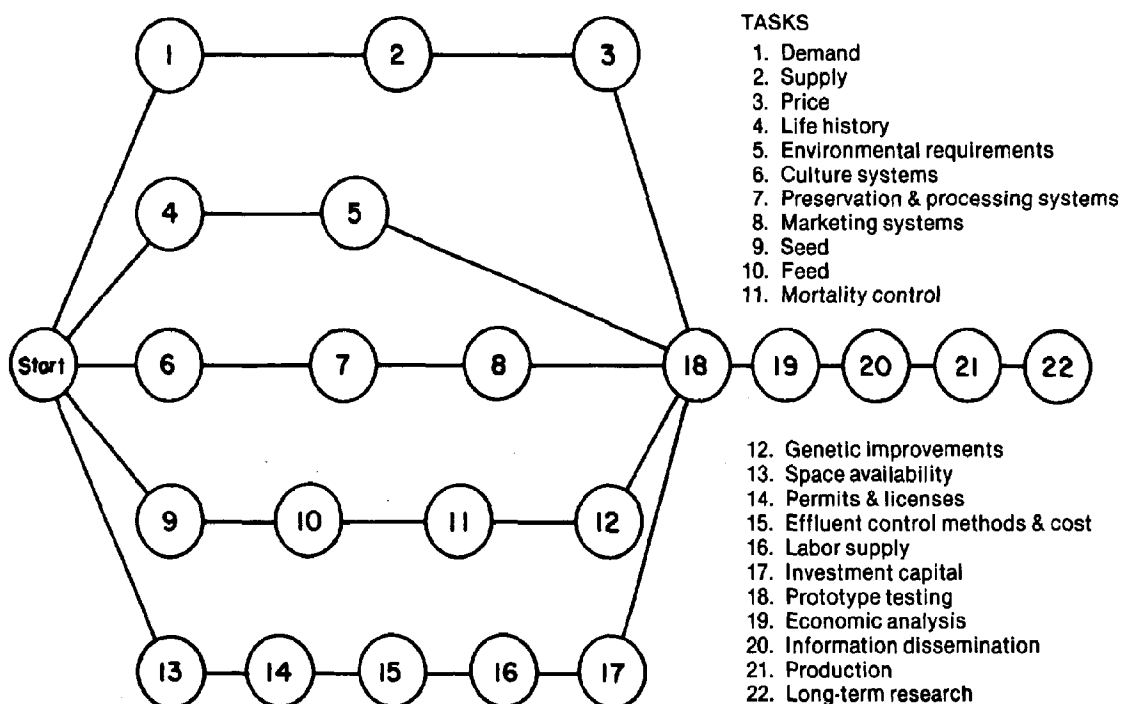 TASKS
1. Demand
2. Supply
3. Price
4. Life history
5. Environmental requirements
6. Culture systems
7. Preservation & processing systems
8. Marketing systems
9. Seed
10. Feed
11. Mortality control
1 2 3
4 5
Start 6 7 8 18 19 20 21 22
9 10 11 12
13 14 15 16 17
12. Genetic improvements
13. Space availability
14. Permits & licenses
15. Effluent control methods & cost
16. Labor supply
17. Investment capital
18. Prototype testing
19. Economic analysis
20. Information dissemination
21. Production
22. Long-term research